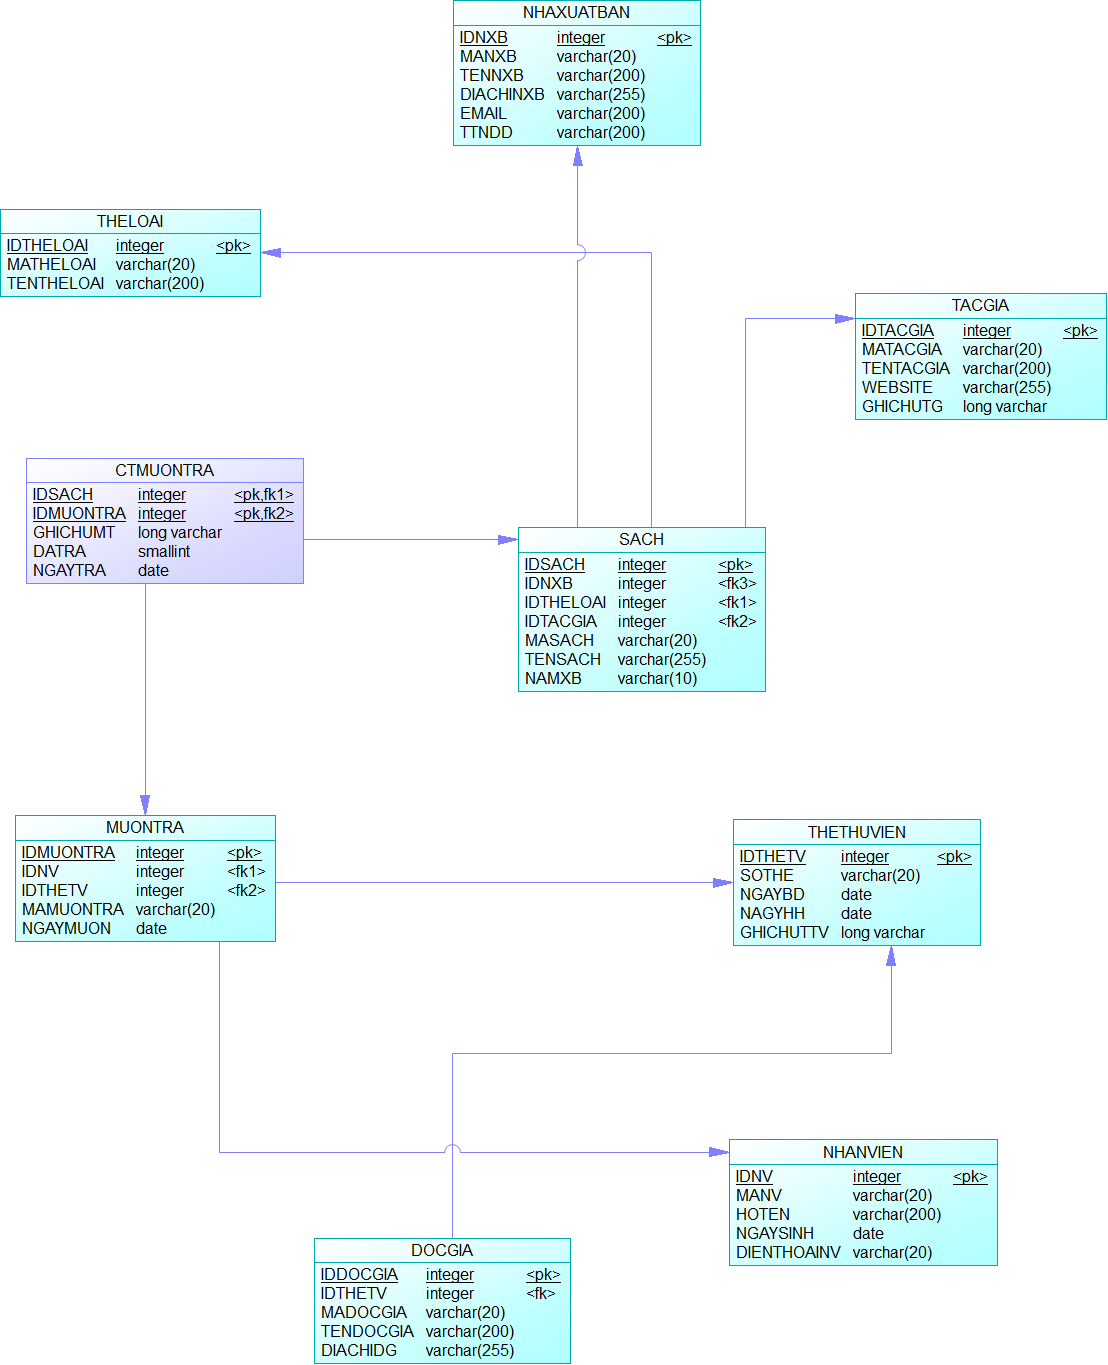 NHAXUATBAN
IDNXB integer <pk>
MANXB varchar(20)
TENNXB varchar(200)
DIACHINXB varchar(255)
EMAIL varchar(200)
TTNDD varchar(200)
THELOAI
IDTHELOAI integer <pk>
MATHELOAI varchar(20)
TENTHELOAI varchar(200)
TACGIA
IDTACGIA integer <pk>
MATACGIA varchar(20)
TENTACGIA varchar(200)
WEBSITE varchar(255)
GHICHUTG long varchar
CTMUONTRA
IDSACH integer <pk,fk1>
IDMUONTRA integer <pk,fk2>
GHICHUMT long varchar
DATRA smallint
NGAYTRA date
SACH
IDSACH integer <pk>
IDNXB integer <fk3>
IDTHELOAI integer <fk1>
IDTACGIA integer <fk2>
MASACH varchar(20)
TENSACH varchar(255)
NAMXB varchar(10)
MUONTRA
IDMUONTRA integer <pk>
IDNV integer <fk1>
IDTHETV integer <fk2>
MAMUONTRA varchar(20)
NGAYMUON date
THETHUVIEN
IDTHETV integer <pk>
SOTHE varchar(20)
NGAYBD date
NAGYHH date
GHICHUTTV long varchar
NHANVIEN
IDNV integer <pk>
MANV varchar(20)
HOTEN varchar(200)
NGAYSINH date
DIENTHOAINV varchar(20)
DOCGIA
IDDOCGIA integer <pk>
IDTHETV integer <fk>
MADOCGIA varchar(20)
TENDOCGIA varchar(200)
DIACHIDG varchar(255)